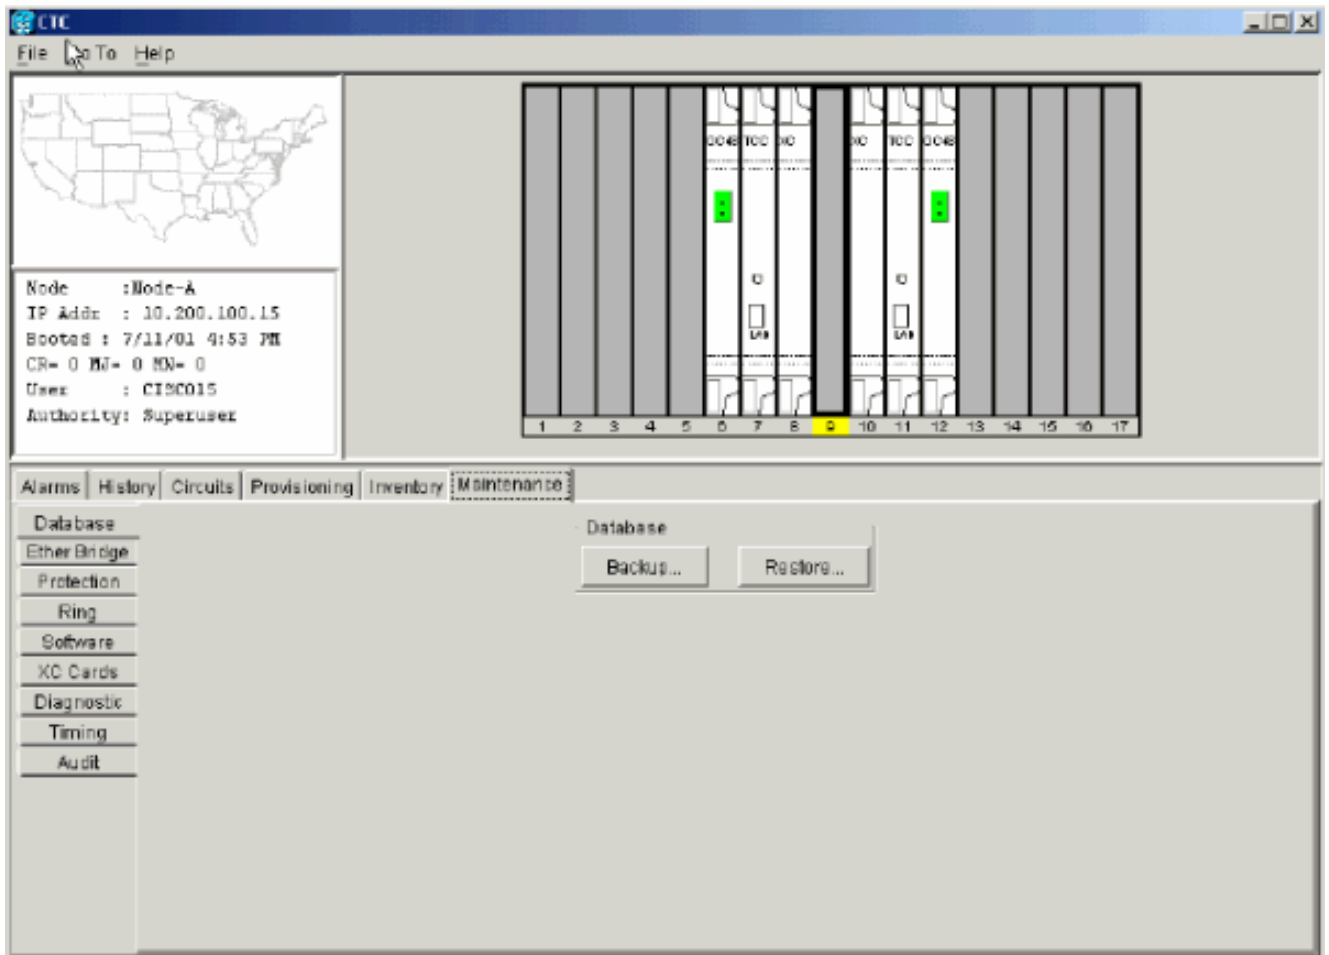 CTC
File Go To Help
OC48 TCC XC XC TCC OC48
LAN LAN
1 2 3 4 5 6 7 8 9 10 11 12 13 14 15 16 17
Node :Node-A
IP Addr : 10.200.100.15
Booted : 7/11/01 4:53 PM
CR= 0 MJ= 0 MN= 0
User : CISCO15
Authority: Superuser
Alarms History Circuits Provisioning Inventory Maintenance
Database
Ether Bridge
Protection
Ring
Software
XC Cards
Diagnostic
Timing
Audit
Database
Backup... Restore...